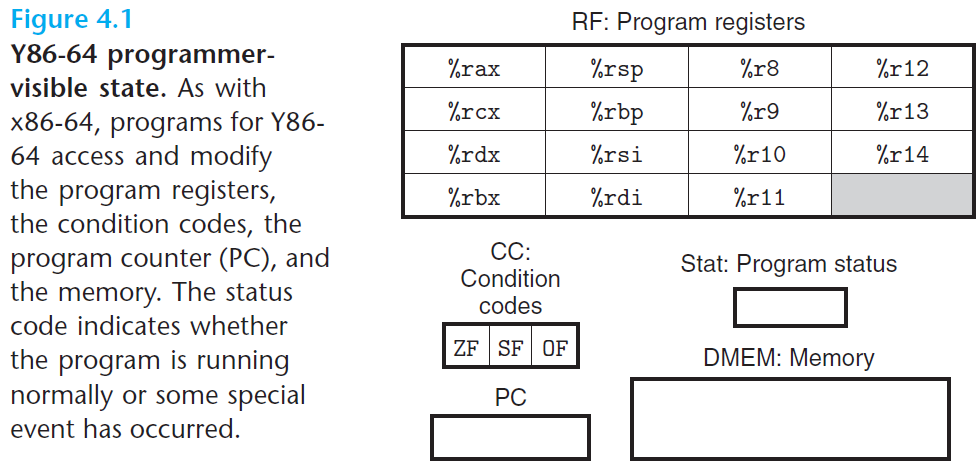 Figure 4.1
Y86-64 programmer-
visible state. As with
x86-64, programs for Y86-
64 access and modify
the program registers,
the condition codes, the
program counter (PC), and
the memory. The status
code indicates whether
the program is running
normally or some special
event has occurred.
RF: Program registers
%rax %rsp %r8 %r12
%rcx %rbp %r9 %r13
%rdx %rsi %r10 %r14
%rbx %rdi %r11
CC:
Condition
codes
ZF SF OF
PC
Stat: Program status
DMEM: Memory